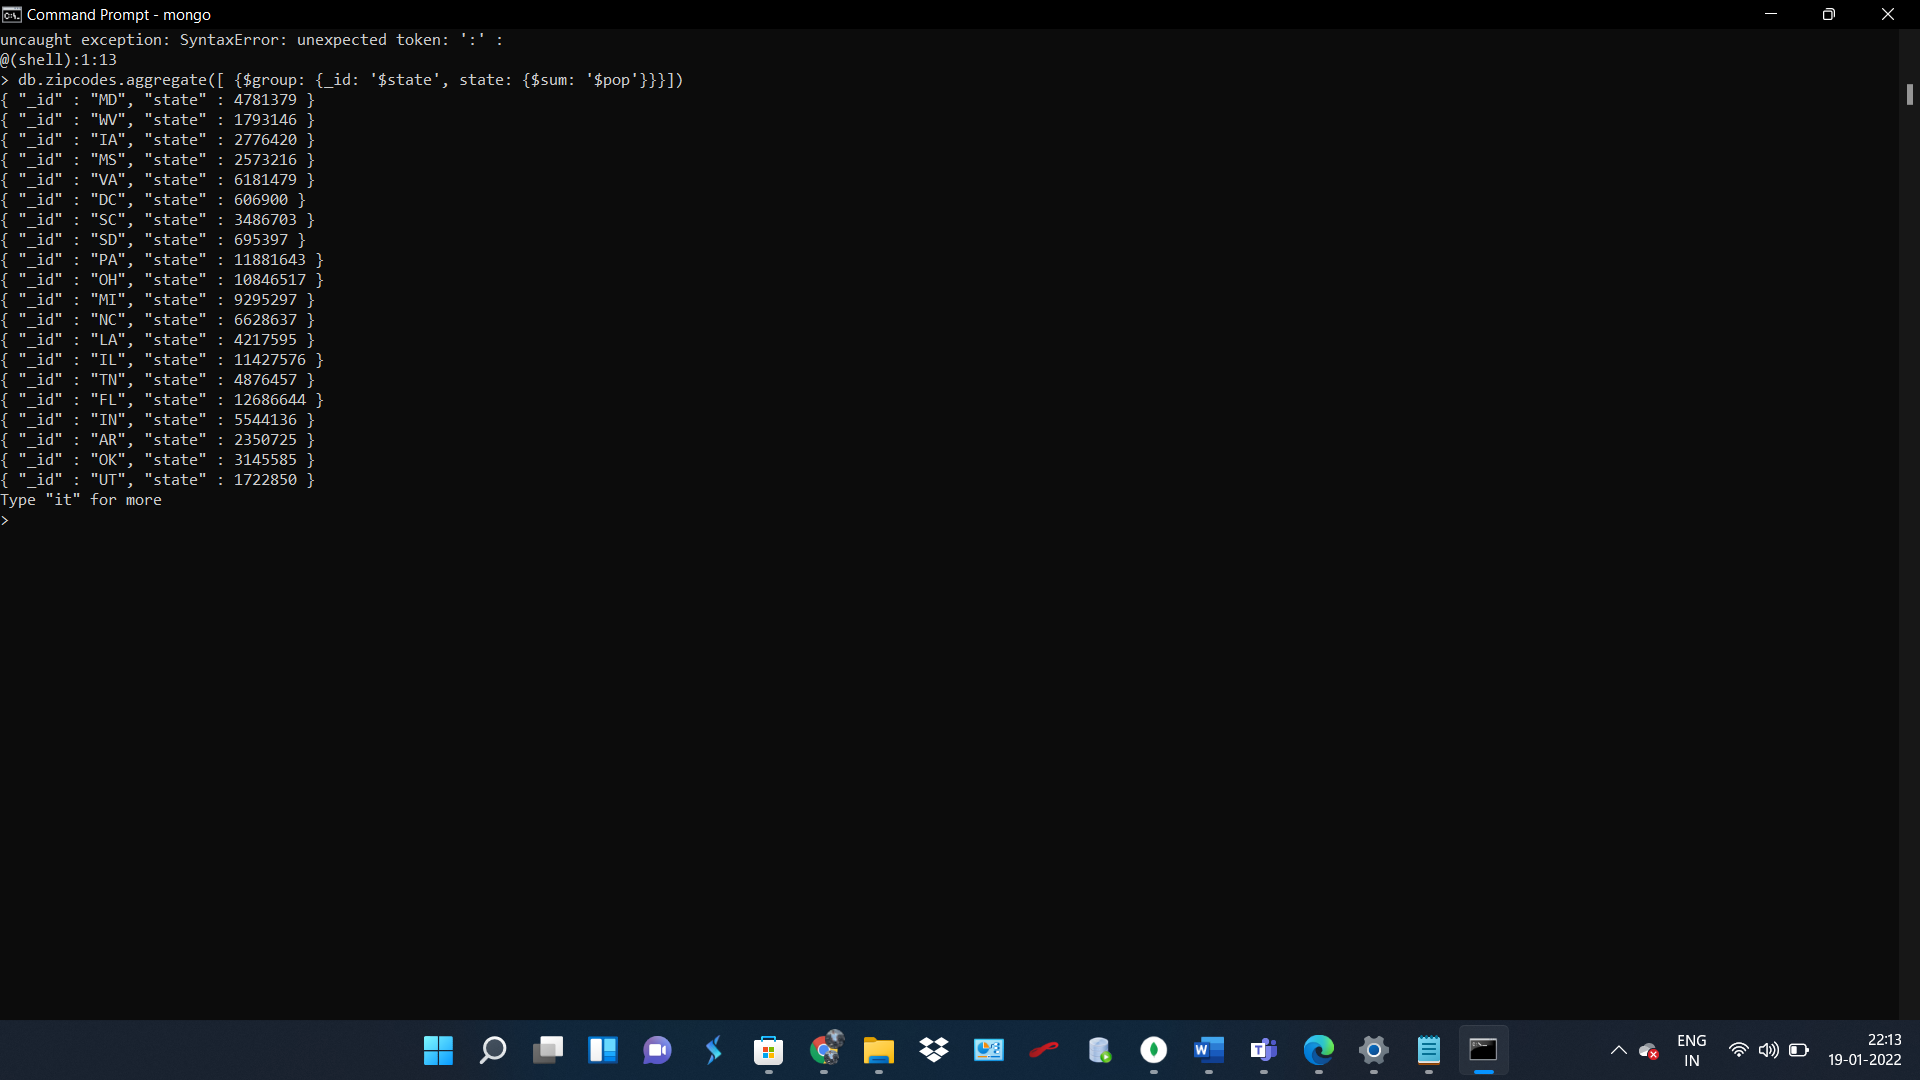 Command Prompt - mongo
uncaught exception: SyntaxError: unexpected token: ':' :
@(shell):1:13
> db.zipcodes.aggregate([ {$group: {_id: '$state', state: {$sum: '$pop'}}}])
{ "_id" : "MD", "state" : 4781379 }
{ "_id" : "WV", "state" : 1793146 }
{ "_id" : "IA", "state" : 2776420 }
{ "_id" : "MS", "state" : 2573216 }
{ "_id" : "VA", "state" : 6181479 }
{ "_id" : "DC", "state" : 606900 }
{ "_id" : "SC", "state" : 3486703 }
{ "_id" : "SD", "state" : 695397 }
{ "_id" : "PA", "state" : 11881643 }
{ "_id" : "OH", "state" : 10846517 }
{ "_id" : "MI", "state" : 9295297 }
{ "_id" : "NC", "state" : 6628637 }
{ "_id" : "LA", "state" : 4217595 }
{ "_id" : "IL", "state" : 11427576 }
{ "_id" : "TN", "state" : 4876457 }
{ "_id" : "FL", "state" : 12686644 }
{ "_id" : "IN", "state" : 5544136 }
{ "_id" : "AR", "state" : 2350725 }
{ "_id" : "OK", "state" : 3145585 }
{ "_id" : "UT", "state" : 1722850 }
Type "it" for more
>
ENG
IN
22:13
19-01-2022